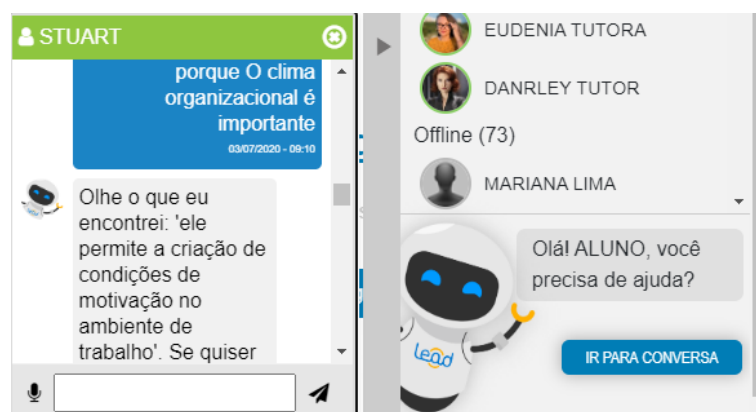 STUART
porque O clima
organizacional é
importante
03/07/2020 - 09:10
Olhe o que eu
encontrei: 'ele
permite a criação de
condições de
motivação no
ambiente de
trabalho'. Se quiser
EUDENIA TUTORA
DANRLEY TUTOR
Offline (73)
MARIANA LIMA
Olá! ALUNO, você
precisa de ajuda?
Lead
IR PARA CONVERSA